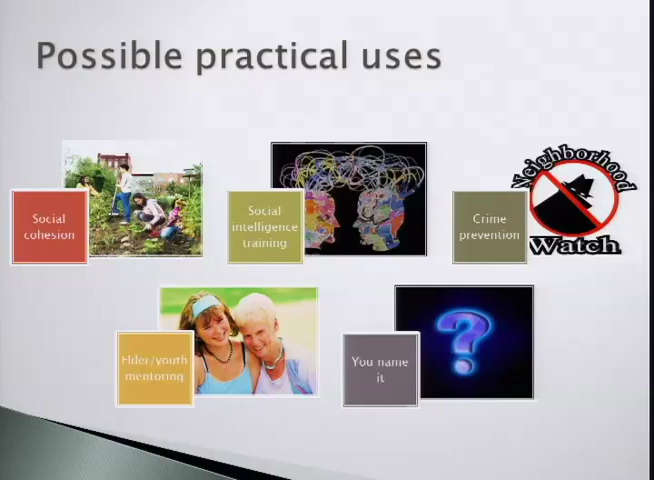 Possible practical uses
Social
cohesion
Social
intelligence
training
Crime
prevention
Neighborhood
Watch
Elder/youth
mentoring
You name
it
?